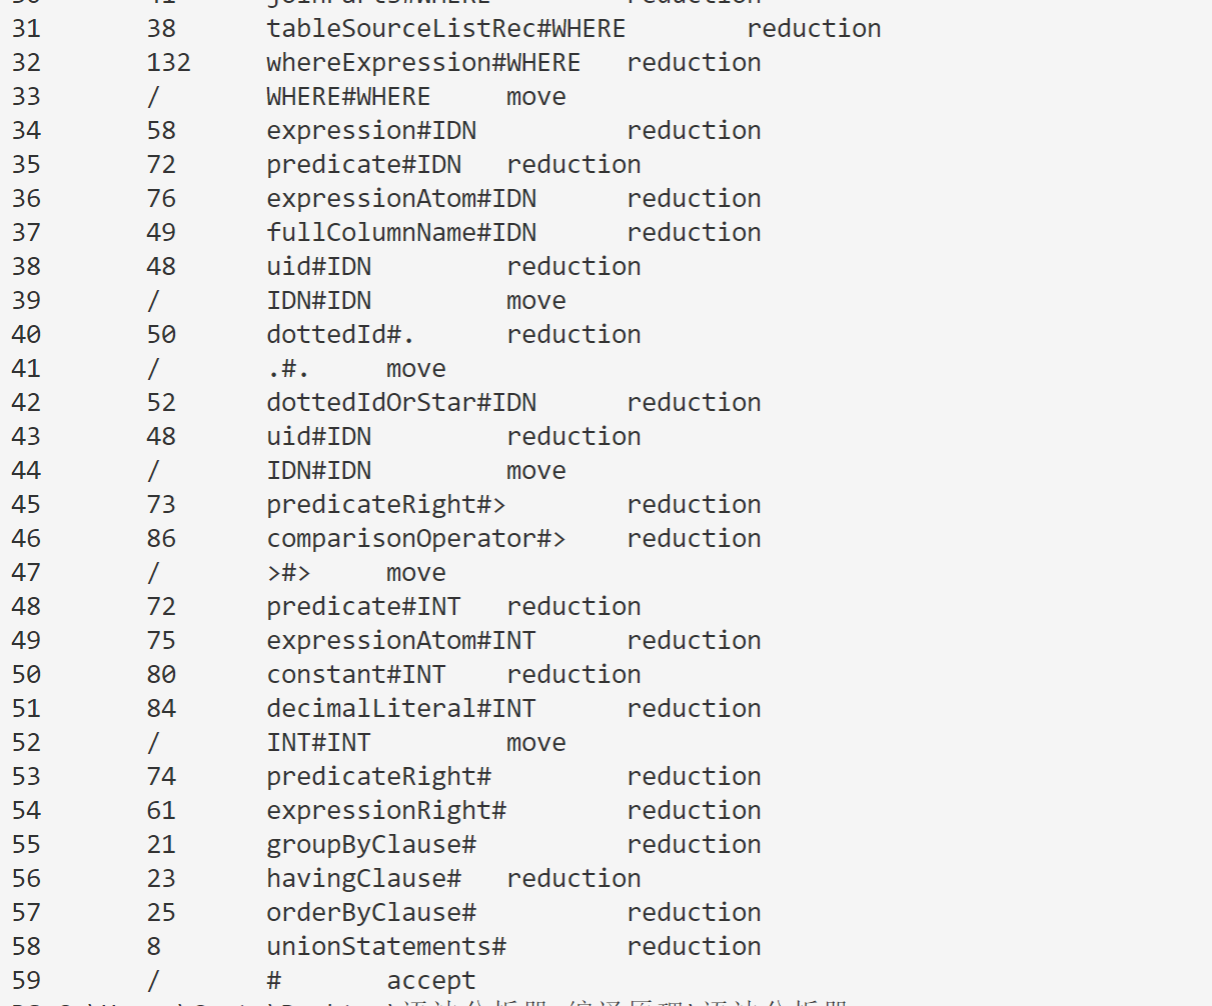 31 38 tableSourceListRec#WHERE reduction
32 132 whereExpression#WHERE reduction
33 / WHERE#WHERE move
34 58 expression#IDN reduction
35 72 predicate#IDN reduction
36 76 expressionAtom#IDN reduction
37 49 fullColumnName#IDN reduction
38 48 uid#IDN reduction
39 / IDN#IDN move
40 50 dottedId#. reduction
41 / .#. move
42 52 dottedIdOrStar#IDN reduction
43 48 uid#IDN reduction
44 / IDN#IDN move
45 73 predicateRight#> reduction
46 86 comparisonOperator#> reduction
47 / >#> move
48 72 predicate#INT reduction
49 75 expressionAtom#INT reduction
50 80 constant#INT reduction
51 84 decimalLiteral#INT reduction
52 / INT#INT move
53 74 predicateRight# reduction
54 61 expressionRight# reduction
55 21 groupByClause# reduction
56 23 havingClause# reduction
57 25 orderByClause# reduction
58 8 unionStatements# reduction
59 / # accept